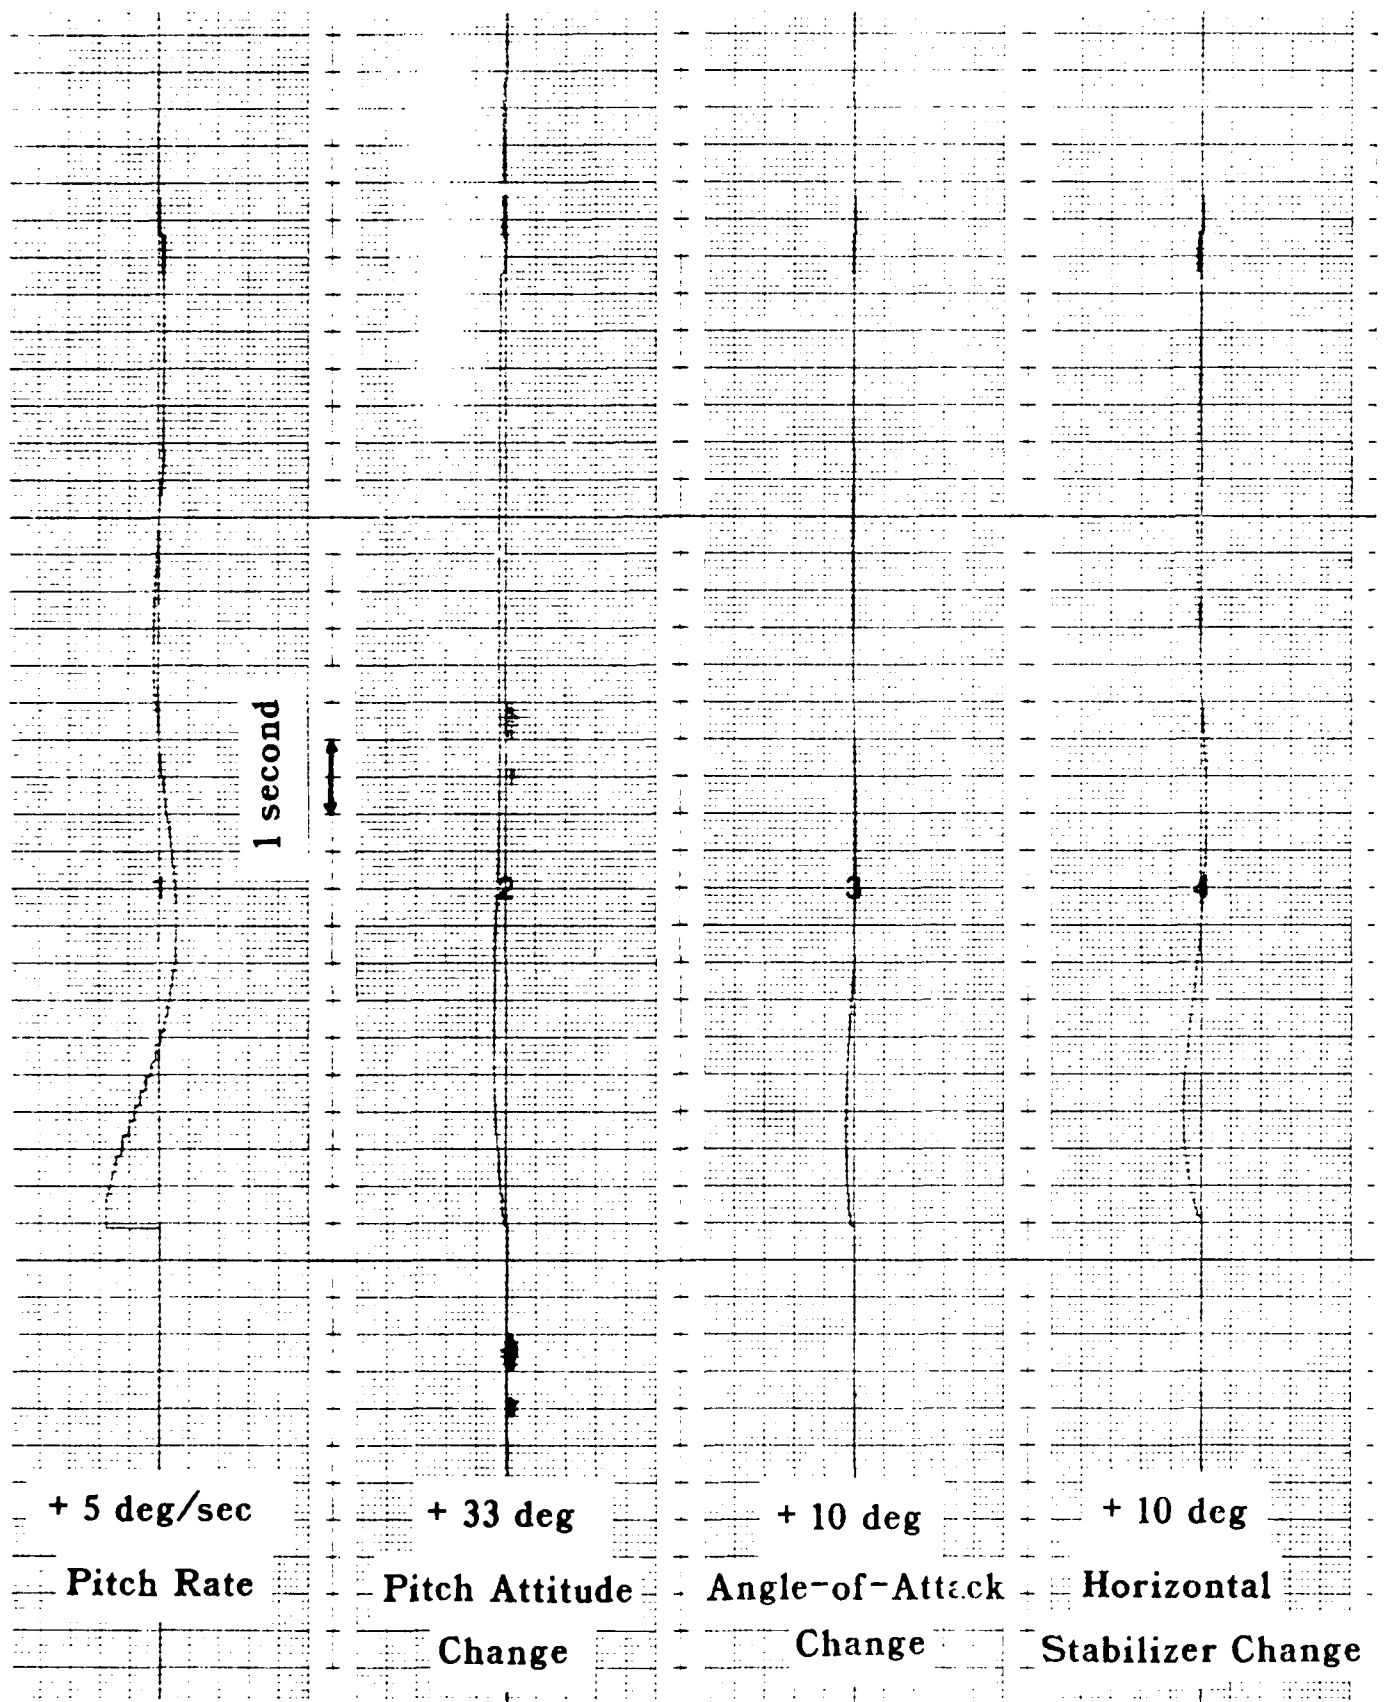 1 second
1
2
3
4
+ 5 deg/sec
Pitch Rate
+ 33 deg
Pitch Attitude
Change
+ 10 deg
Angle-of-Attack
Change
+ 10 deg
Horizontal
Stabilizer Change